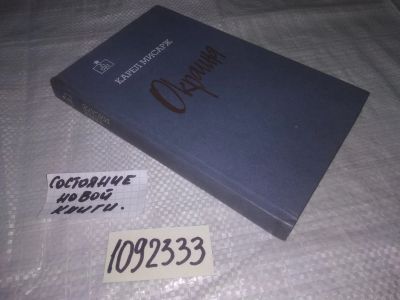 КАРЕЛ МИСАРЖ
Окраина
СОСТОЯНИЕ
НОВОЙ
КНИГИ.
1092333